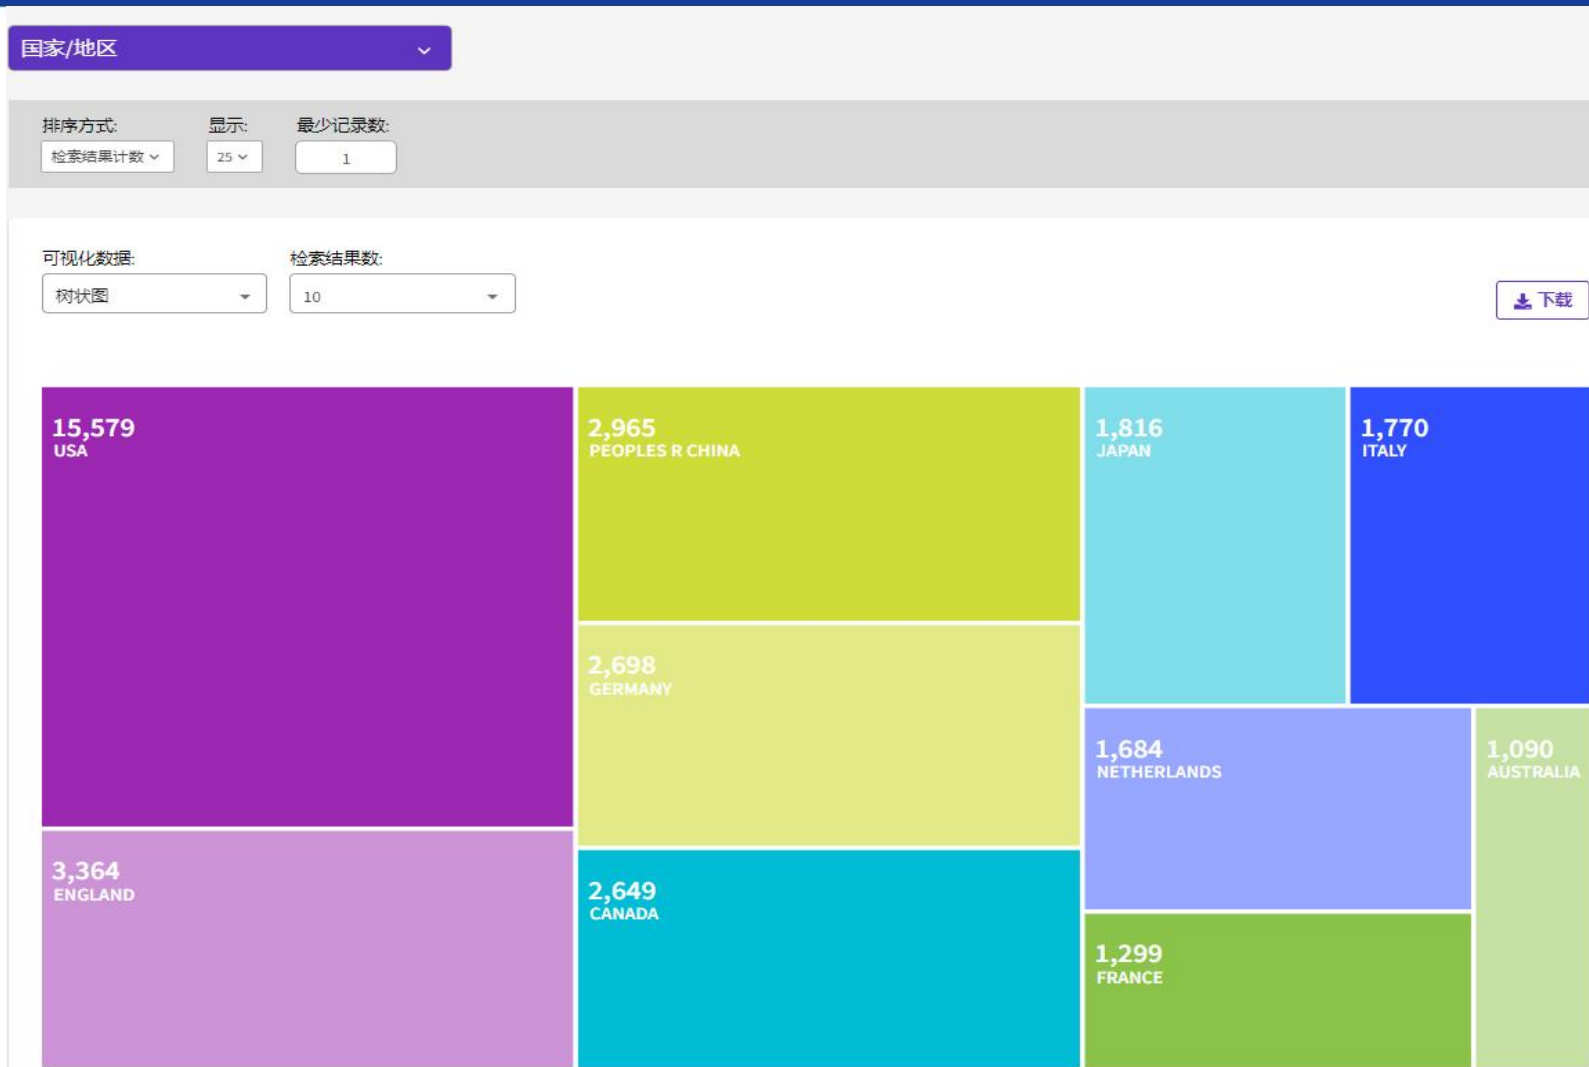 国家/地区
排序方式: 显示: 最少记录数:
检索结果计数 25 1
可视化数据: 检索结果数:
树状图 10
下载
15,579
USA
2,965
PEOPLES R CHINA
1,816
JAPAN
1,770
ITALY
2,698
GERMANY
1,684
NETHERLANDS
1,090
AUSTRALIA
3,364
ENGLAND
2,649
CANADA
1,299
FRANCE